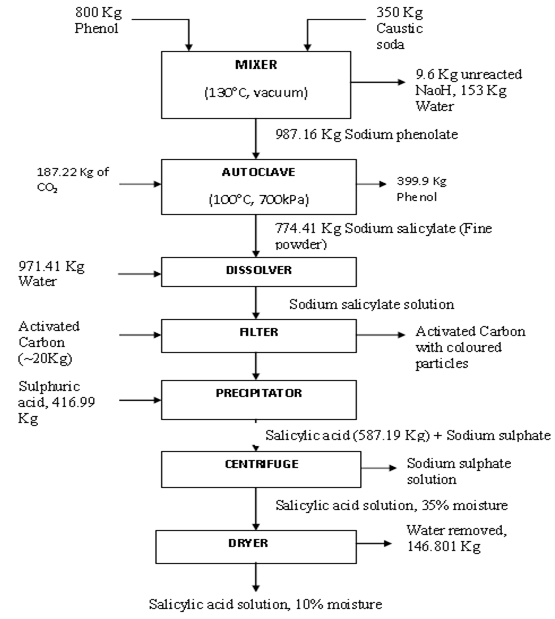 800 Kg
Phenol
350 Kg
Caustic
soda
MIXER
(130°C, vacuum)
9.6 Kg unreacted
NaOH, 153 Kg
Water
987.16 Kg Sodium phenolate
187.22 Kg of
CO₂
AUTOCLAVE
(100°C, 700kPa)
399.9 Kg
Phenol
774.41 Kg Sodium salicylate (Fine
powder)
971.41 Kg
Water
DISSOLVER
Sodium salicylate solution
Activated
Carbon
(~20Kg)
FILTER
Activated Carbon
with coloured
particles
Sulphuric
acid, 416.99
Kg
PRECIPITATOR
Salicylic acid (587.19 Kg) + Sodium sulphate
CENTRIFUGE
Sodium sulphate
solution
Salicylic acid solution, 35% moisture
DRYER
Water removed,
146.801 Kg
Salicylic acid solution, 10% moisture